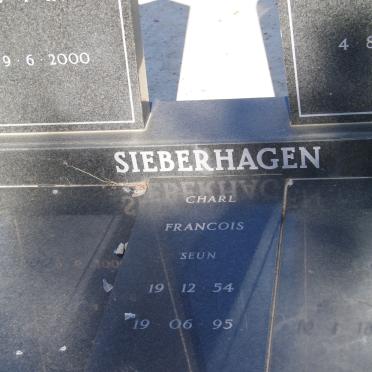 9 6 2000
4 8
SIEBERHAGEN
CHARL
FRANCOIS
SEUN
19 12 54
19 06 95